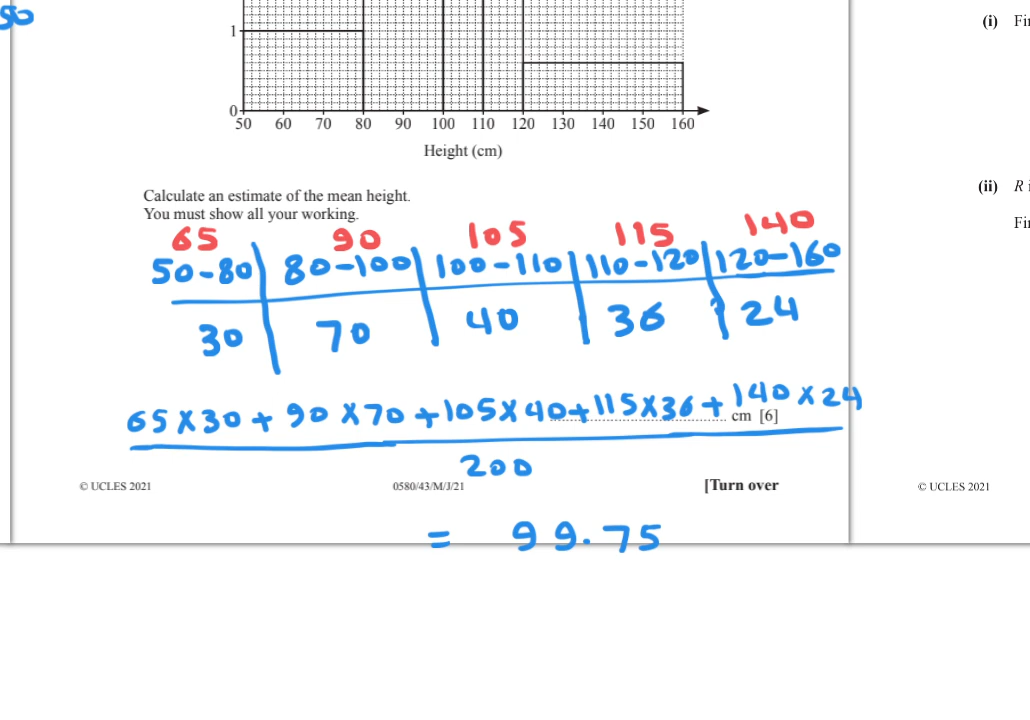 50
1
0
50 60 70 80 90 100 110 120 130 140 150 160
Height (cm)
Calculate an estimate of the mean height.
You must show all your working.
65 90 105 115 140
50-80 80-100 100-110 110-120 120-160
30 70 40 36 24
65 X 30 + 90 X 70 + 105 X 40 + 115 X 36 + 140 X 24
cm [6]
200
© UCLES 2021 0580/43/M/J/21 [Turn over
= 99.75
(i) Fi
(ii) R i
Fi
© UCLES 2021